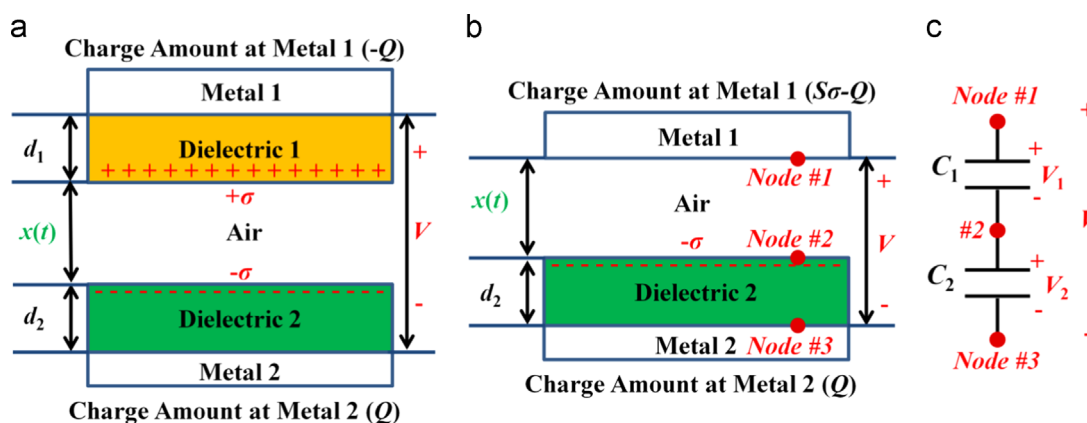 a
Charge Amount at Metal 1 (-Q)
Metal 1
d₁
Dielectric 1
+ + + + + + + + + + + + + +
+σ
x(t)
Air
V
+
-
-σ
d₂
Dielectric 2
Metal 2
Charge Amount at Metal 2 (Q)
b
Charge Amount at Metal 1 (Sσ-Q)
Metal 1
Node #1
x(t)
Air
+
V
-
-σ
Node #2
d₂
Dielectric 2
Metal 2
Node #3
Charge Amount at Metal 2 (Q)
c
Node #1
+
C₁
V₁
-
#2
+
C₂
V₂
-
Node #3
+
-